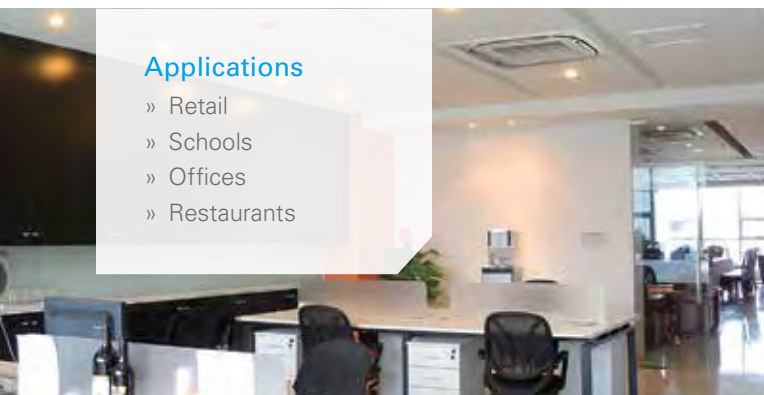 Applications
» Retail
» Schools
» Offices
» Restaurants